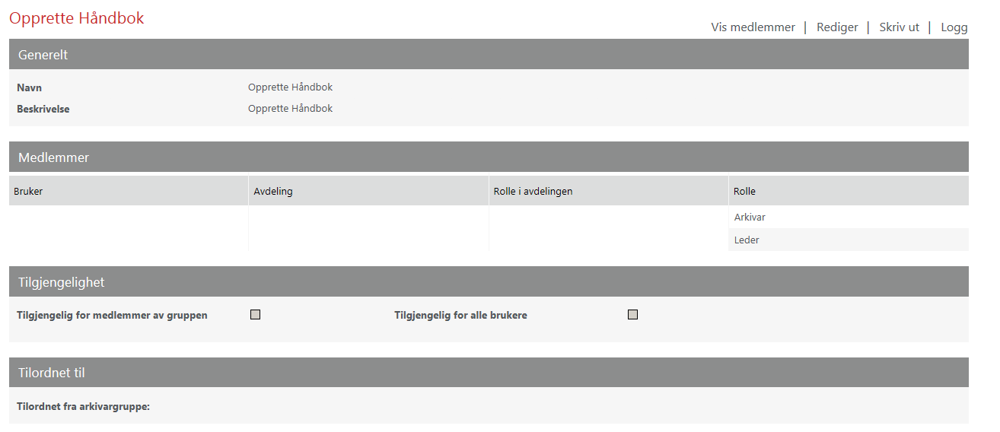 Opprette Håndbok
Vis medlemmer | Rediger | Skriv ut | Logg
Generelt
Navn Opprette Håndbok
Beskrivelse Opprette Håndbok
Medlemmer
Bruker Avdeling Rolle i avdelingen Rolle
Arkivar
Leder
Tilgjengelighet
Tilgjengelig for medlemmer av gruppen Tilgjengelig for alle brukere
Tilordnet til
Tilordnet fra arkivargruppe: